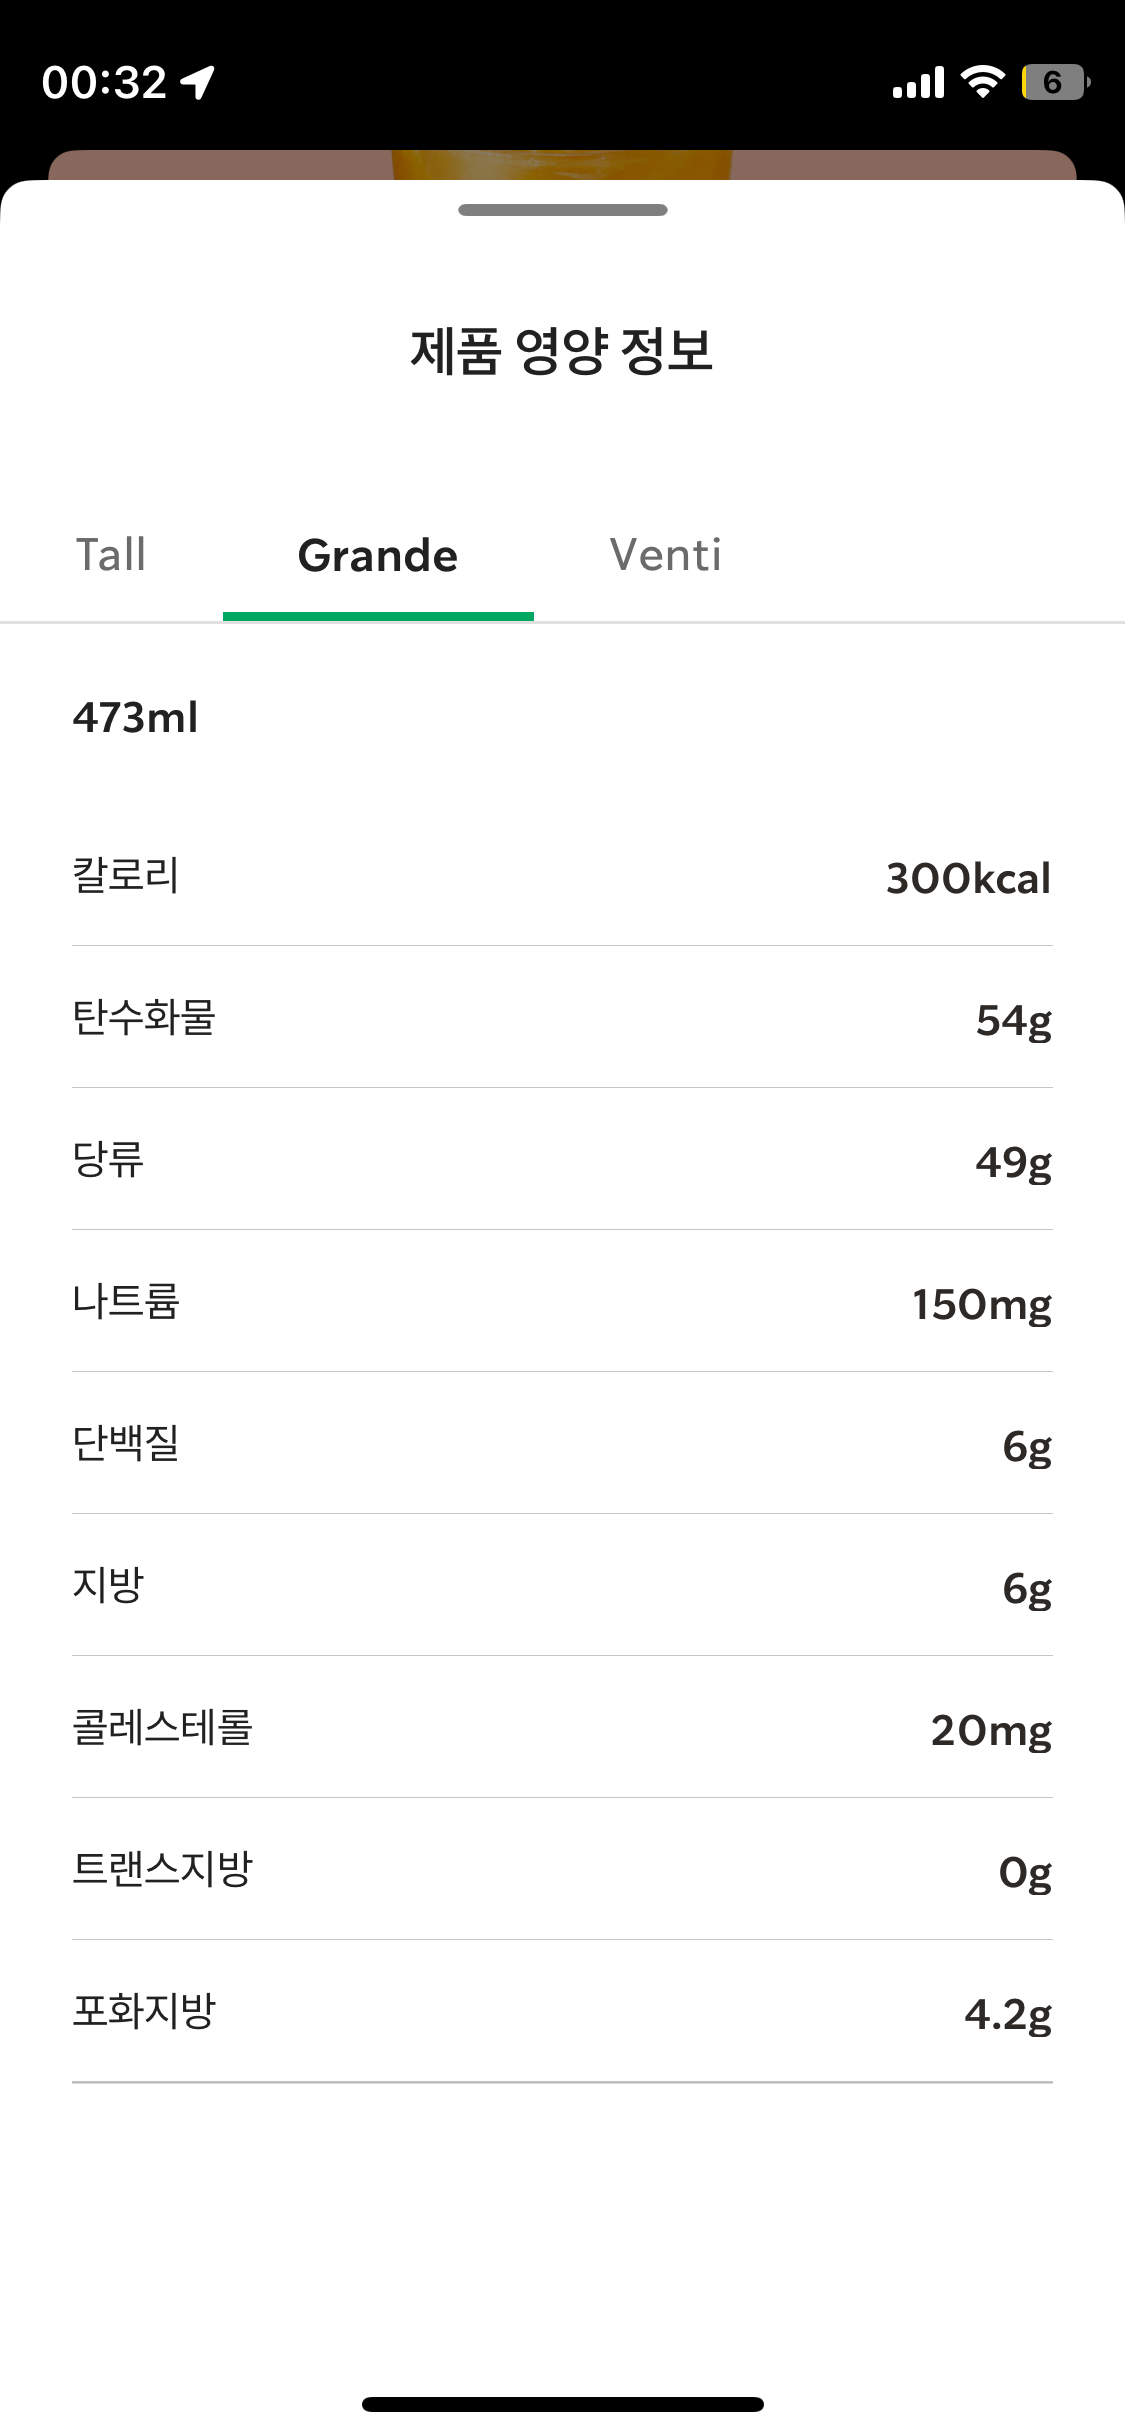 00:32
6
제품 영양 정보
Tall Grande Venti
473ml
칼로리 300kcal
탄수화물 54g
당류 49g
나트륨 150mg
단백질 6g
지방 6g
콜레스테롤 20mg
트랜스지방 0g
포화지방 4.2g